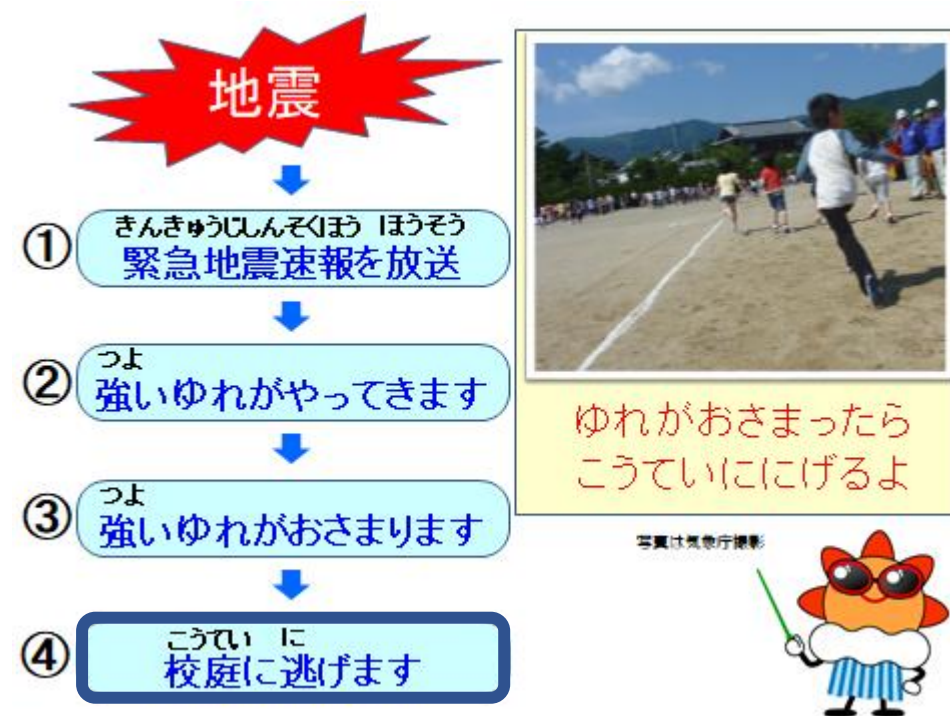 地震
①
きんきゅうじしんそくほう ほうそう
緊急地震速報を放送
②
つよ
強いゆれがやってきます
③
つよ
強いゆれがおさまります
④
こうてい に
校庭に逃げます
ゆれがおさまったら
こうていににげるよ
写真は気象庁撮影